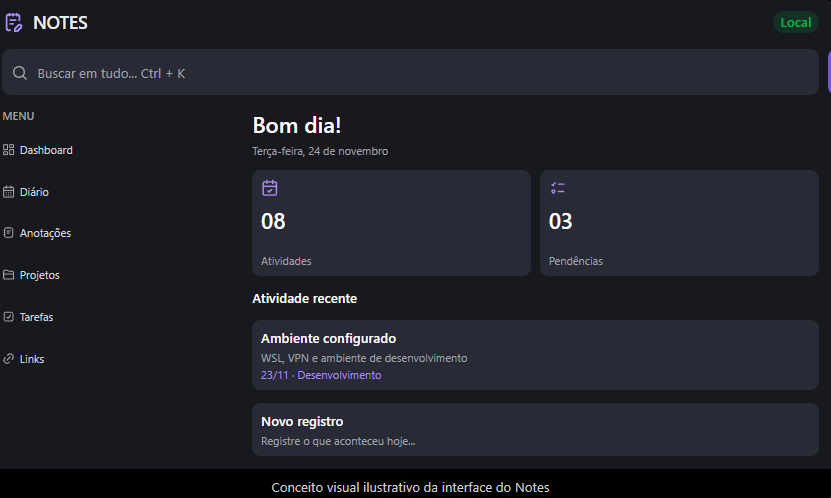 NOTES
Local
Buscar em tudo... Ctrl + K
MENU
Dashboard
Diário
Anotações
Projetos
Tarefas
Links
Bom dia!
Terça-feira, 24 de novembro
08
Atividades
03
Pendências
Atividade recente
Ambiente configurado
WSL, VPN e ambiente de desenvolvimento
23/11 · Desenvolvimento
Novo registro
Registre o que aconteceu hoje...
Conceito visual ilustrativo da interface do Notes